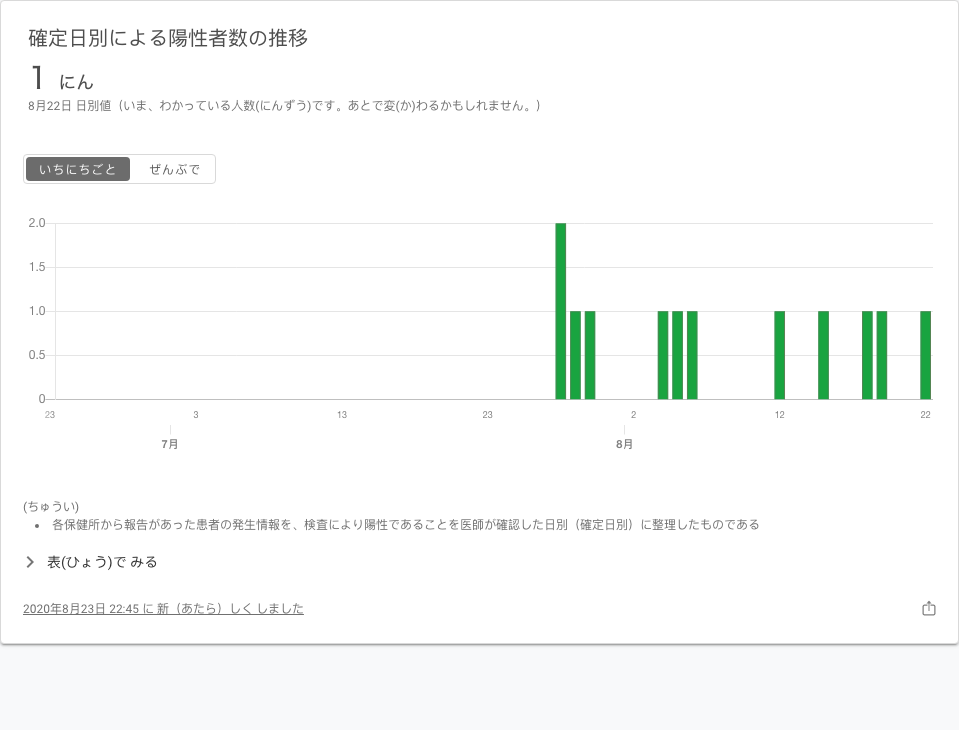 確定日別による陽性者数の推移
1 にん
8月22日 日別値（いま、わかっている人数(にんずう)です。あとで変(か)わるかもしれません。）
いちにちごと ぜんぶで
2.0
1.5
1.0
0.5
0
23 3 13 23 2 12 22
7月 8月
(ちゅうい)
• 各保健所から報告があった患者の発生情報を、検査により陽性であることを医師が確認した日別（確定日別）に整理したものである
表(ひょう)で みる
2020年8月23日 22:45 に 新（あたら）しく しました